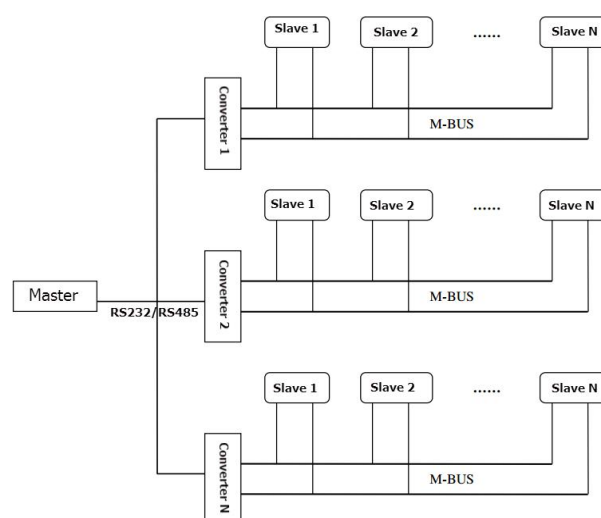 Slave 1
Slave 2
......
Slave N
Converter 1
M-BUS
Slave 1
Slave 2
......
Slave N
Master
RS232/RS485
Converter 2
M-BUS
Slave 1
Slave 2
......
Slave N
Converter N
M-BUS